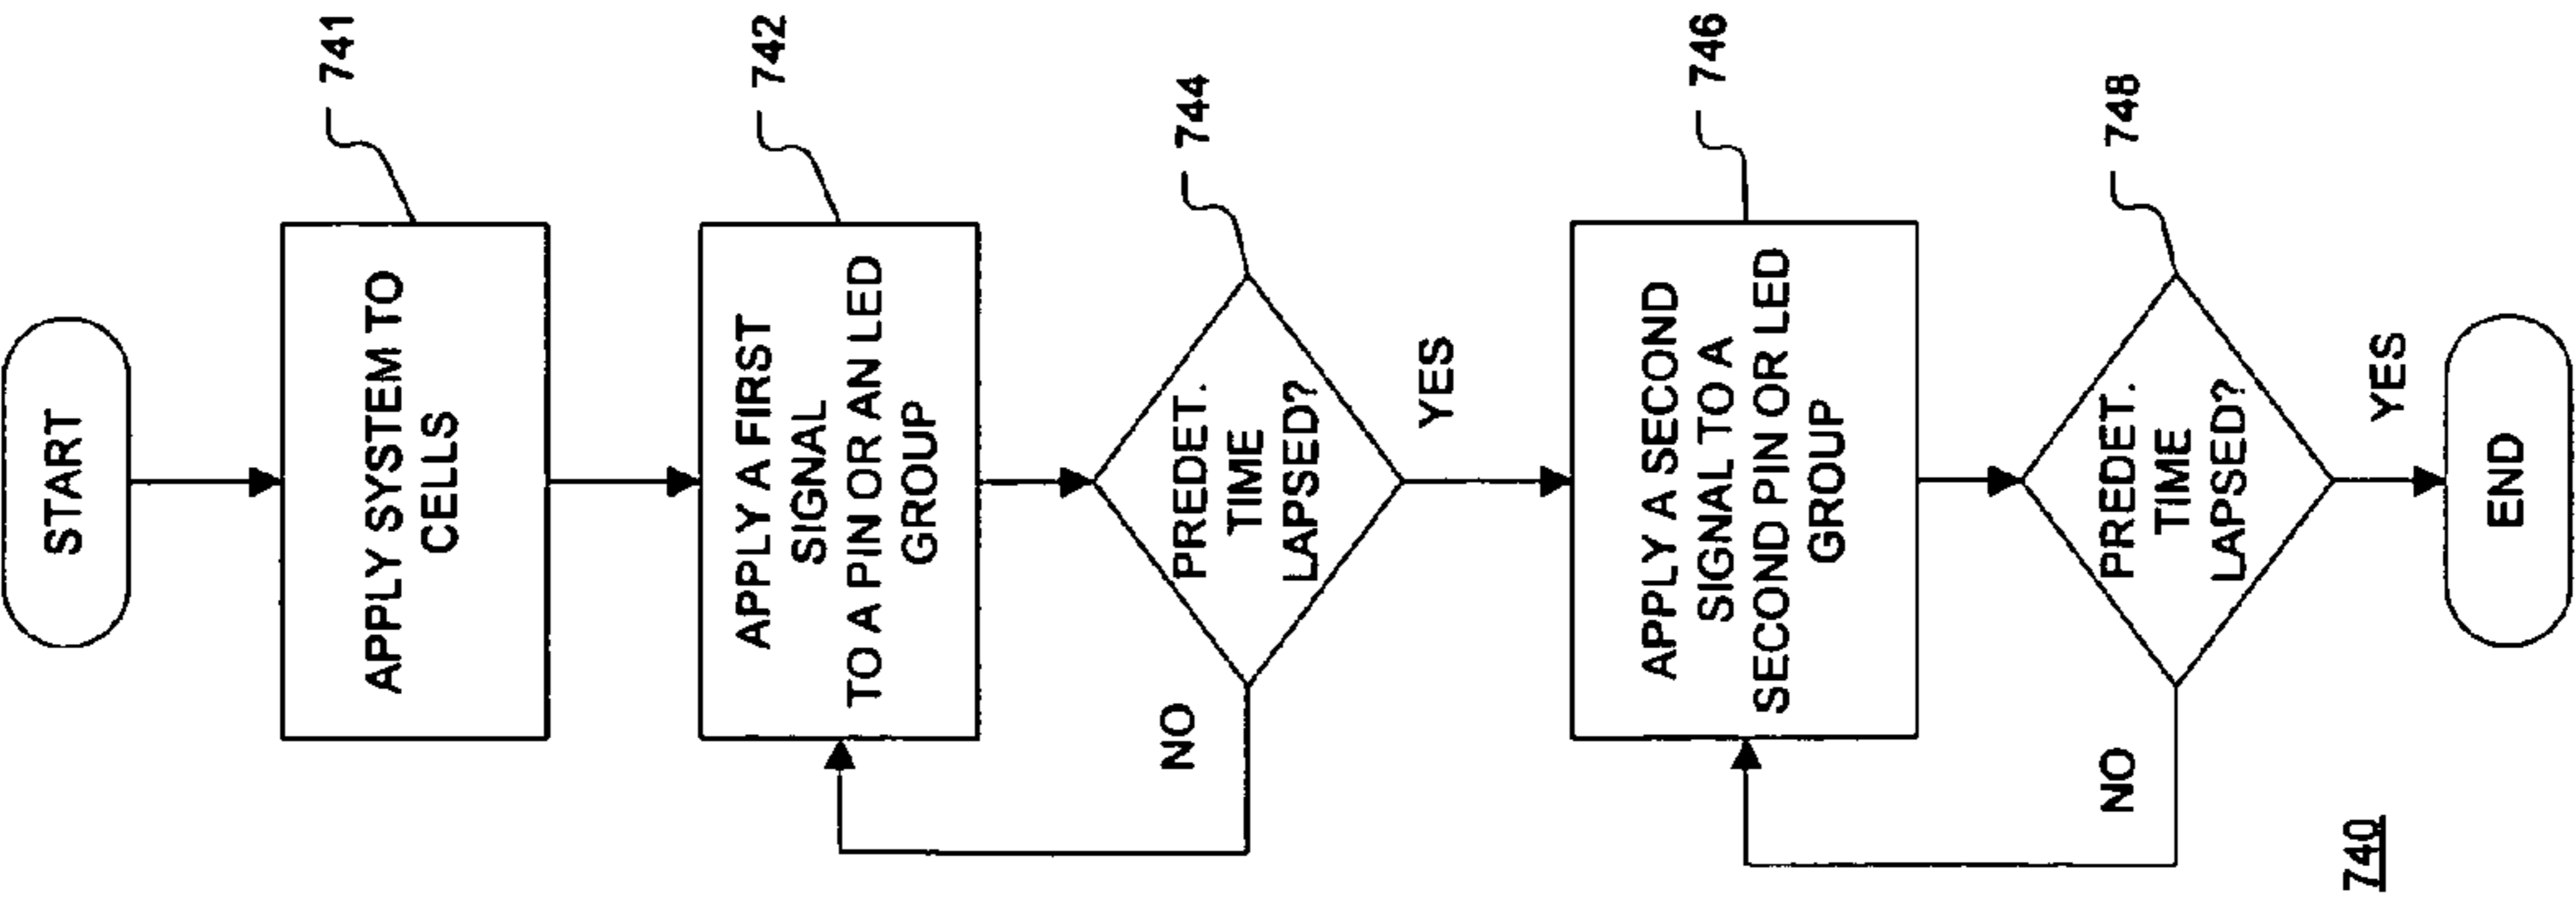 START
APPLY SYSTEM TO
CELLS
741
APPLY A FIRST
SIGNAL
TO A PIN OR AN LED
GROUP
742
PREDET.
TIME
LAPSED?
744
NO
YES
APPLY A SECOND
SIGNAL TO A
SECOND PIN OR LED
GROUP
746
PREDET.
TIME
LAPSED?
748
NO
YES
END
740